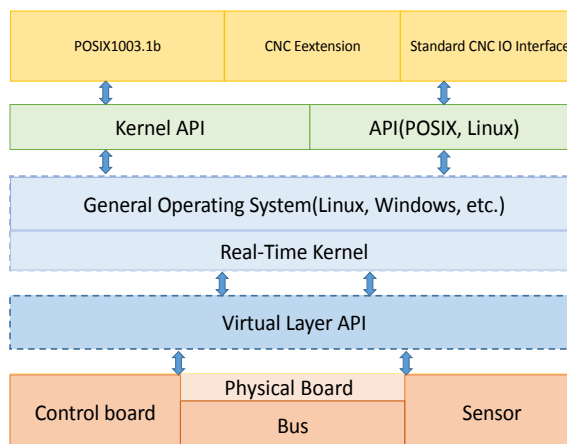 POSIX1003.1b
CNC Eextension
Standard CNC IO Interface
Kernel API
API(POSIX, Linux)
General Operating System(Linux, Windows, etc.)
Real-Time Kernel
Virtual Layer API
Physical Board
Control board
Bus
Sensor